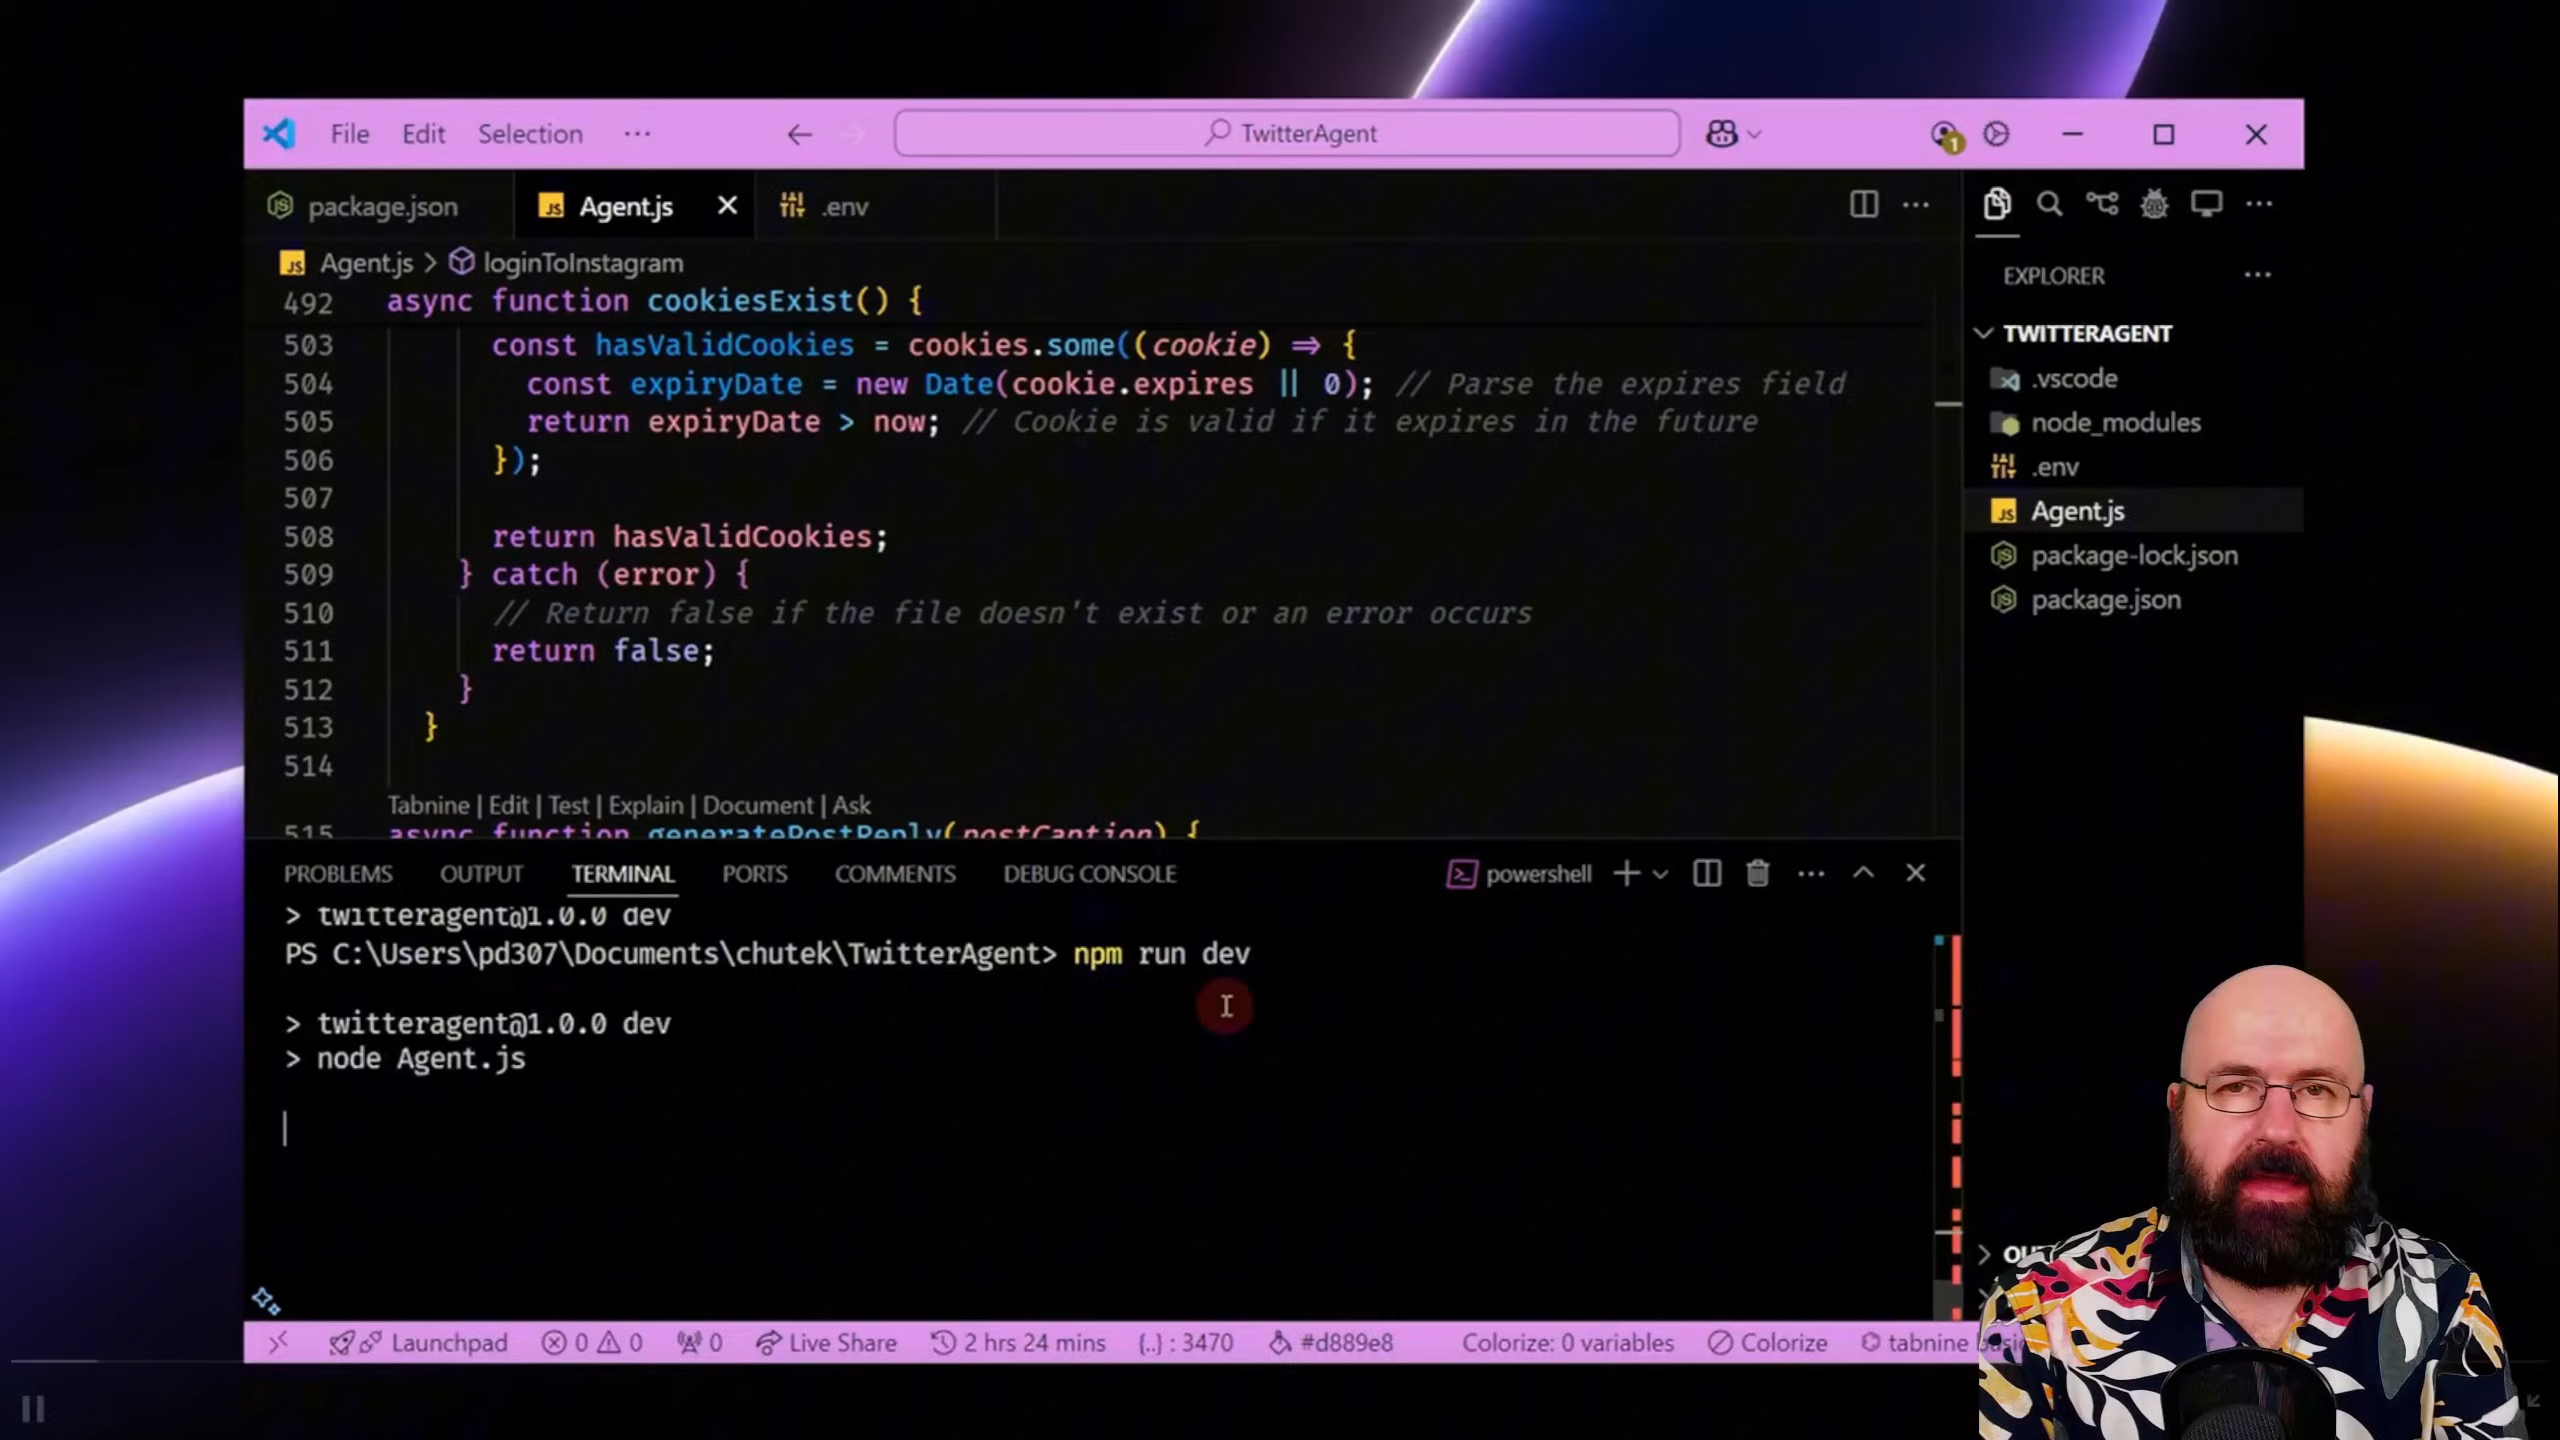 File Edit Selection ··· TwitterAgent 1
package.json Agent.js .env
Agent.js > loginToInstagram
492 async function cookiesExist() {
503 const hasValidCookies = cookies.some((cookie) => {
504 const expiryDate = new Date(cookie.expires || 0); // Parse the expires field
505 return expiryDate > now; // Cookie is valid if it expires in the future
506 });
507
508 return hasValidCookies;
509 } catch (error) {
510 // Return false if the file doesn't exist or an error occurs
511 return false;
512 }
513 }
514
Tabnine | Edit | Test | Explain | Document | Ask
515 async function generatePostReply(postCaption) {
PROBLEMS OUTPUT TERMINAL PORTS COMMENTS DEBUG CONSOLE powershell
> twitteragent@1.0.0 dev
PS C:\Users\pd307\Documents\chutek\TwitterAgent> npm run dev
> twitteragent@1.0.0 dev
> node Agent.js
EXPLORER ···
TWITTERAGENT
.vscode
node_modules
.env
Agent.js
package-lock.json
package.json
Launchpad 0 0 0 Live Share 2 hrs 24 mins {..} : 3470 #d889e8 Colorize: 0 variables Colorize tabnine